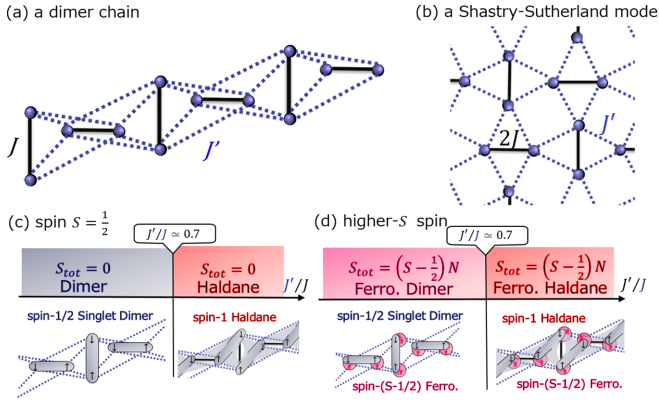 (a) a dimer chain
(b) a Shastry-Sutherland mode
J
J′
2J
J′
(c) spin S = 1/2
J′/J ≃ 0.7
S_tot = 0
Dimer
S_tot = 0
Haldane
J′/J
spin-1/2 Singlet Dimer
spin-1 Haldane
(d) higher-S spin
J′/J ≃ 0.7
S_tot = (S − 1/2) N
Ferro. Dimer
S_tot = (S − 1/2) N
Ferro. Haldane
J′/J
spin-1/2 Singlet Dimer
spin-1 Haldane
spin-(S-1/2) Ferro.
spin-(S-1/2) Ferro.